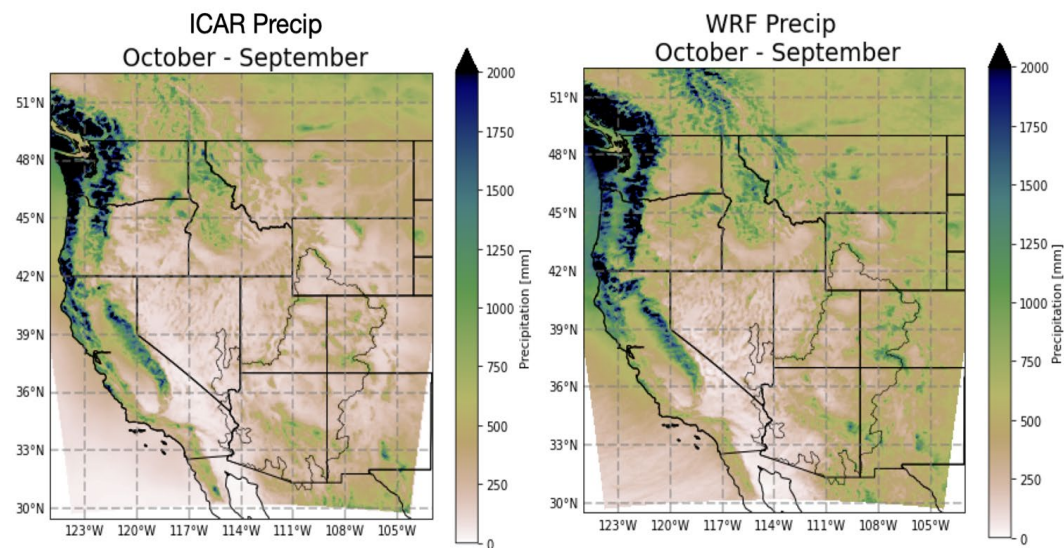 ICAR Precip
October - September
51°N
48°N
45°N
42°N
39°N
36°N
33°N
30°N
123°W 120°W 117°W 114°W 111°W 108°W 105°W
2000
1750
1500
1250
1000
750
500
250
0
Precipitation [mm]
WRF Precip
October - September
51°N
48°N
45°N
42°N
39°N
36°N
33°N
30°N
123°W 120°W 117°W 114°W 111°W 108°W 105°W
2000
1750
1500
1250
1000
750
500
250
0
Precipitation [mm]